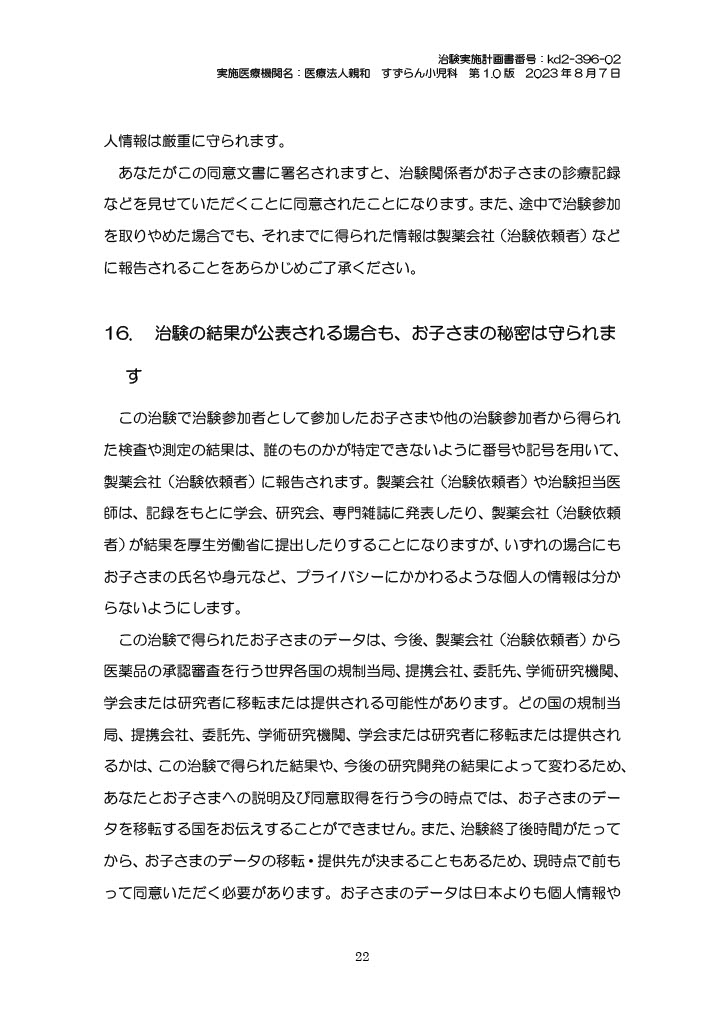 治験実施計画書番号：kd2-396-02
実施医療機関名：医療法人親和　すずらん小児科　第 1.0 版　2023 年 8 月 7 日
人情報は厳重に守られます。
　あなたがこの同意文書に署名されますと、治験関係者がお子さまの診療記録
などを見せていただくことに同意されたことになります。また、途中で治験参加
を取りやめた場合でも、それまでに得られた情報は製薬会社（治験依頼者）など
に報告されることをあらかじめご了承ください。
16．　治験の結果が公表される場合も、お子さまの秘密は守られま
す
　この治験で治験参加者として参加したお子さまや他の治験参加者から得られ
た検査や測定の結果は、誰のものかが特定できないように番号や記号を用いて、
製薬会社（治験依頼者）に報告されます。製薬会社（治験依頼者）や治験担当医
師は、記録をもとに学会、研究会、専門雑誌に発表したり、製薬会社（治験依頼
者）が結果を厚生労働省に提出したりすることになりますが、いずれの場合にも
お子さまの氏名や身元など、プライバシーにかかわるような個人の情報は分か
らないようにします。
　この治験で得られたお子さまのデータは、今後、製薬会社（治験依頼者）から
医薬品の承認審査を行う世界各国の規制当局、提携会社、委託先、学術研究機関、
学会または研究者に移転または提供される可能性があります。どの国の規制当
局、提携会社、委託先、学術研究機関、学会または研究者に移転または提供され
るかは、この治験で得られた結果や、今後の研究開発の結果によって変わるため、
あなたとお子さまへの説明及び同意取得を行う今の時点では、お子さまのデー
タを移転する国をお伝えすることができません。また、治験終了後時間がたって
から、お子さまのデータの移転・提供先が決まることもあるため、現時点で前も
って同意いただく必要があります。お子さまのデータは日本よりも個人情報や
22